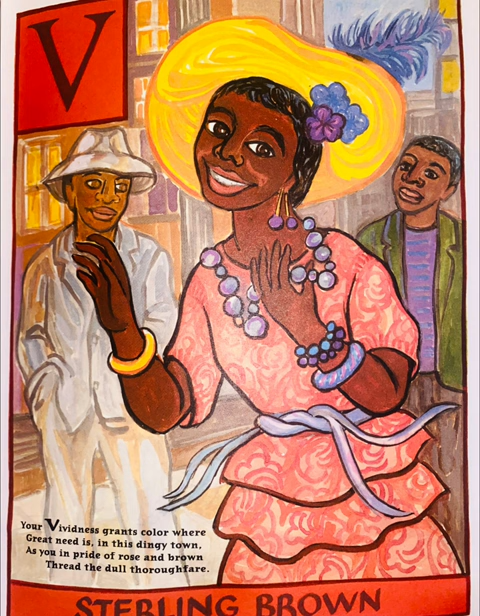 V
Your Vividness grants color where
Great need is, in this dingy town,
As you in pride of rose and brown
Thread the dull thoroughfare.
STERLING BROWN